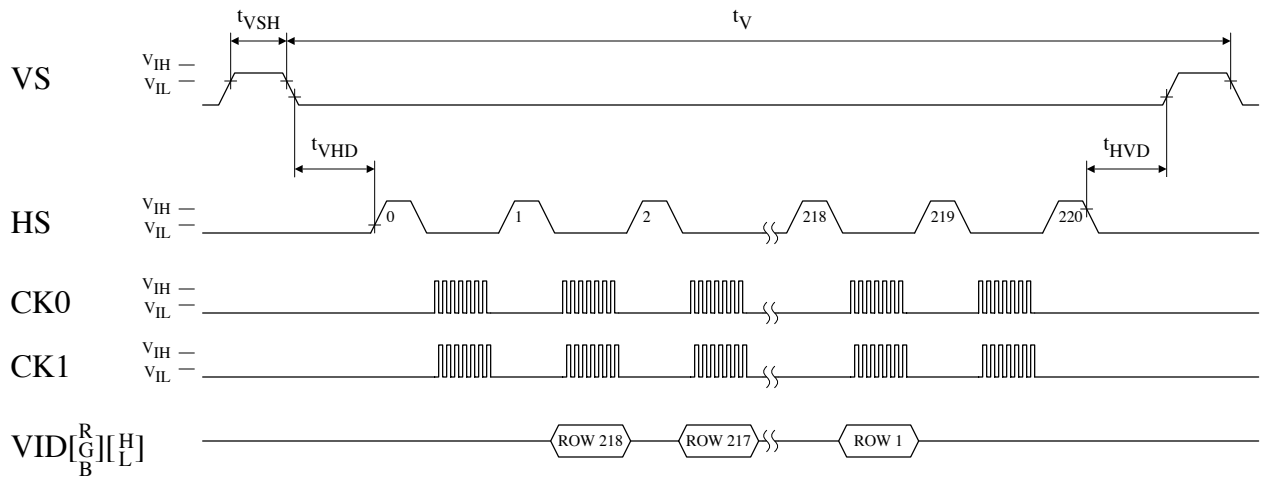 tVSH
tV
VS
VIH
VIL
tVHD
tHVD
HS
VIH
VIL
0
1
2
218
219
220
CK0
VIH
VIL
CK1
VIH
VIL
VID[R G B][H L]
ROW 218
ROW 217
ROW 1